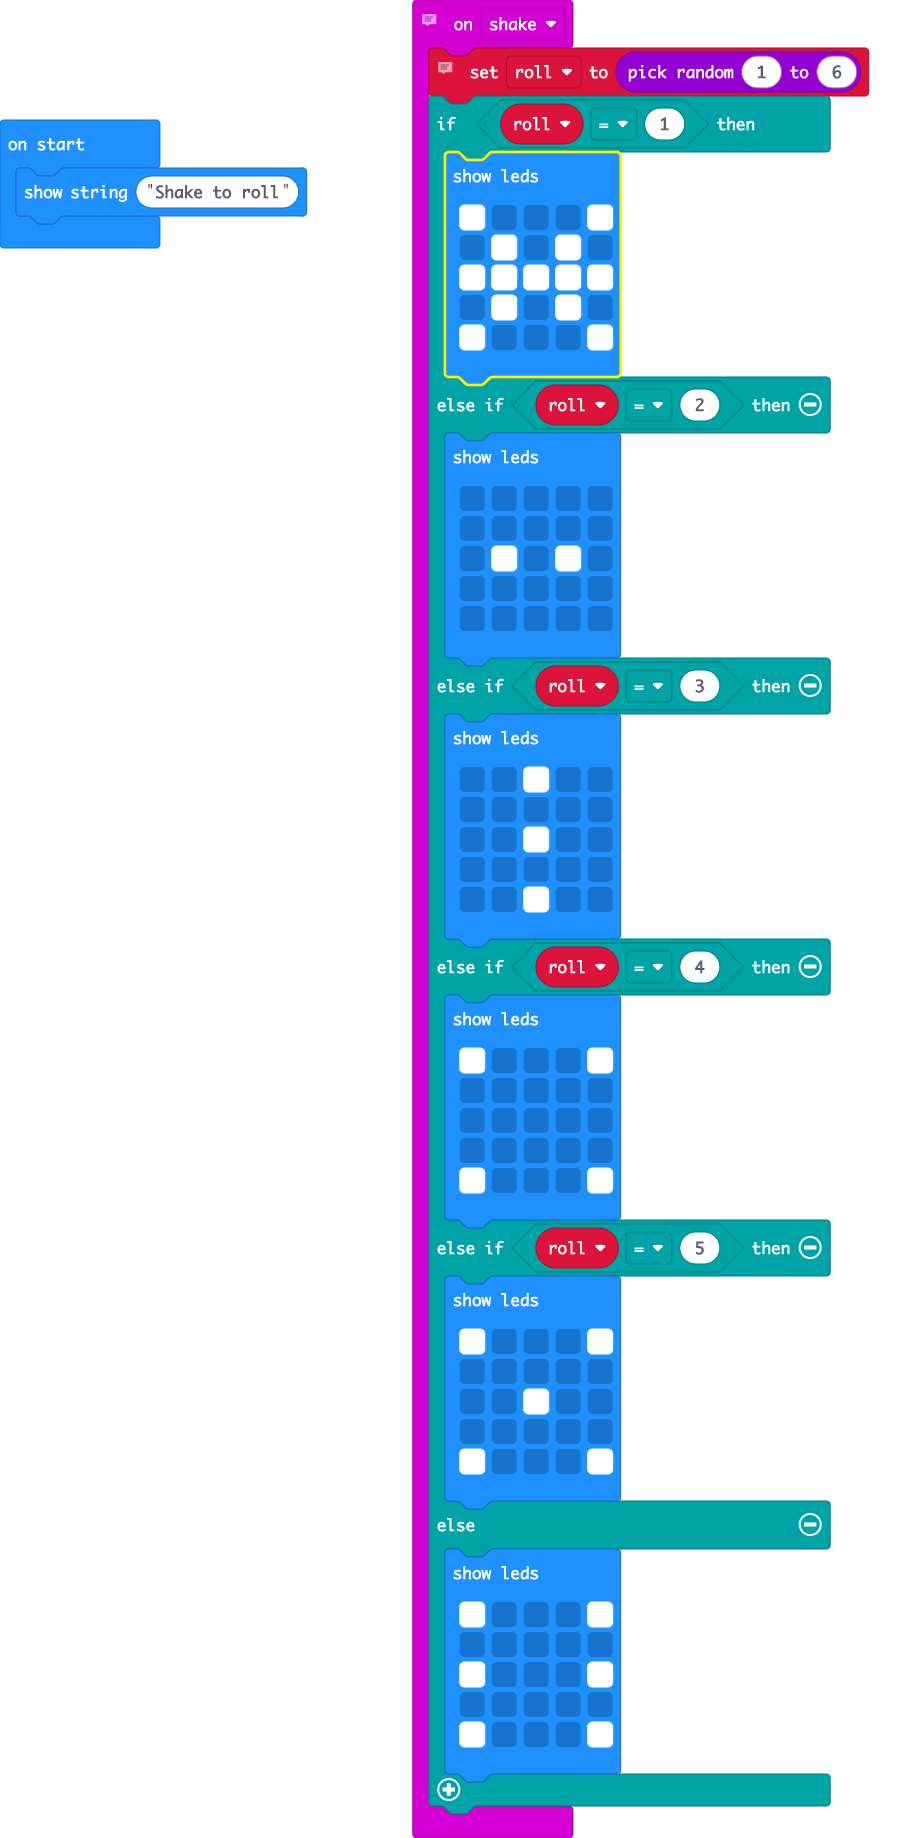 on start
show string "Shake to roll"
on shake
set roll to pick random 1 to 6
if roll = 1 then
show leds
else if roll = 2 then
show leds
else if roll = 3 then
show leds
else if roll = 4 then
show leds
else if roll = 5 then
show leds
else
show leds